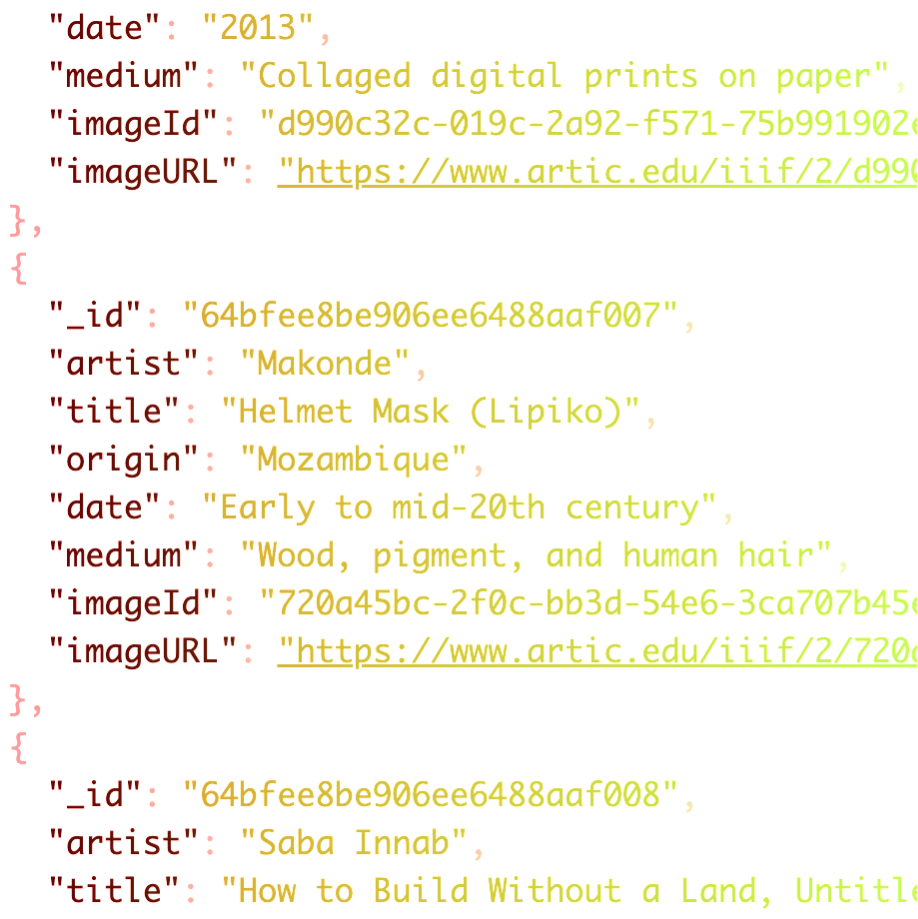 "date": "2013",
"medium": "Collaged digital prints on paper",
"imageId": "d990c32c-019c-2a92-f571-75b991902e
"imageURL": "https://www.artic.edu/iiif/2/d990
},
{
"_id": "64bfee8be906ee6488aaf007",
"artist": "Makonde",
"title": "Helmet Mask (Lipiko)",
"origin": "Mozambique",
"date": "Early to mid-20th century",
"medium": "Wood, pigment, and human hair",
"imageId": "720a45bc-2f0c-bb3d-54e6-3ca707b45e
"imageURL": "https://www.artic.edu/iiif/2/720a
},
{
"_id": "64bfee8be906ee6488aaf008",
"artist": "Saba Innab",
"title": "How to Build Without a Land, Untitle